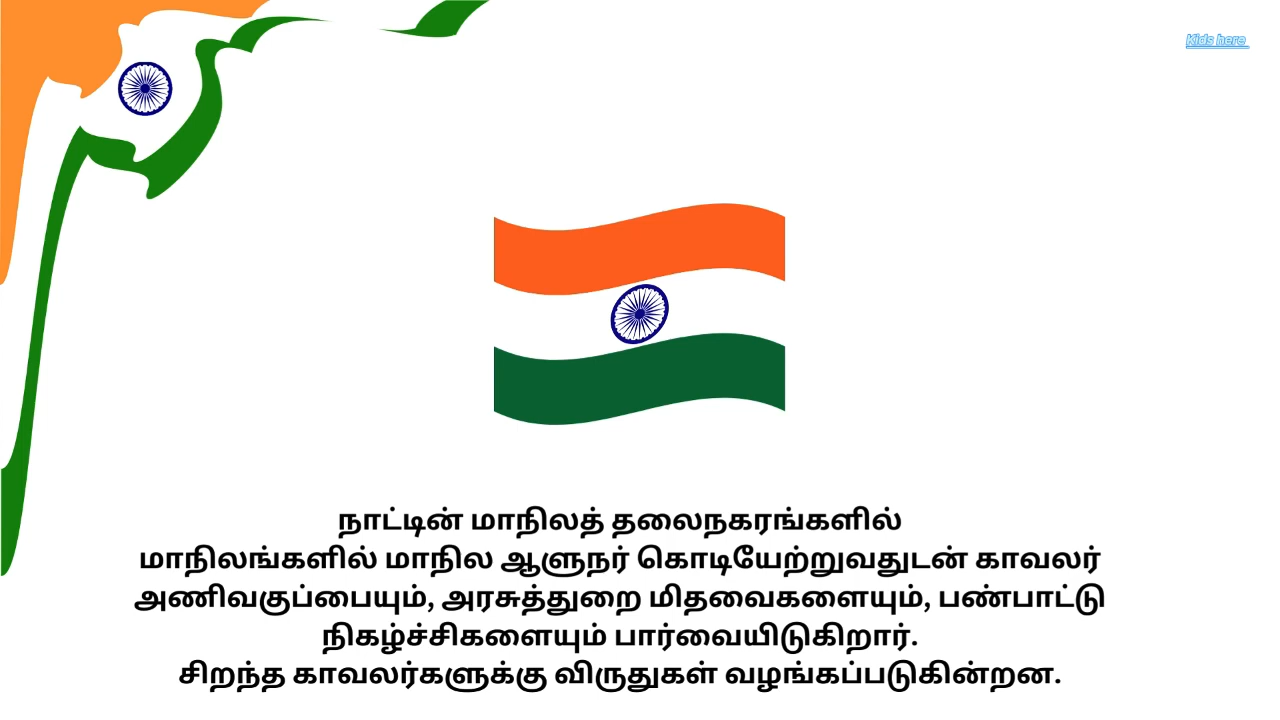 Kids here
நாட்டின் மாநிலத் தலைநகரங்களில்
மாநிலங்களில் மாநில ஆளுநர் கொடியேற்றுவதுடன் காவலர்
அணிவகுப்பையும், அரசுத்துறை மிதவைகளையும், பண்பாட்டு
நிகழ்ச்சிகளையும் பார்வையிடுகிறார்.
சிறந்த காவலர்களுக்கு விருதுகள் வழங்கப்படுகின்றன.